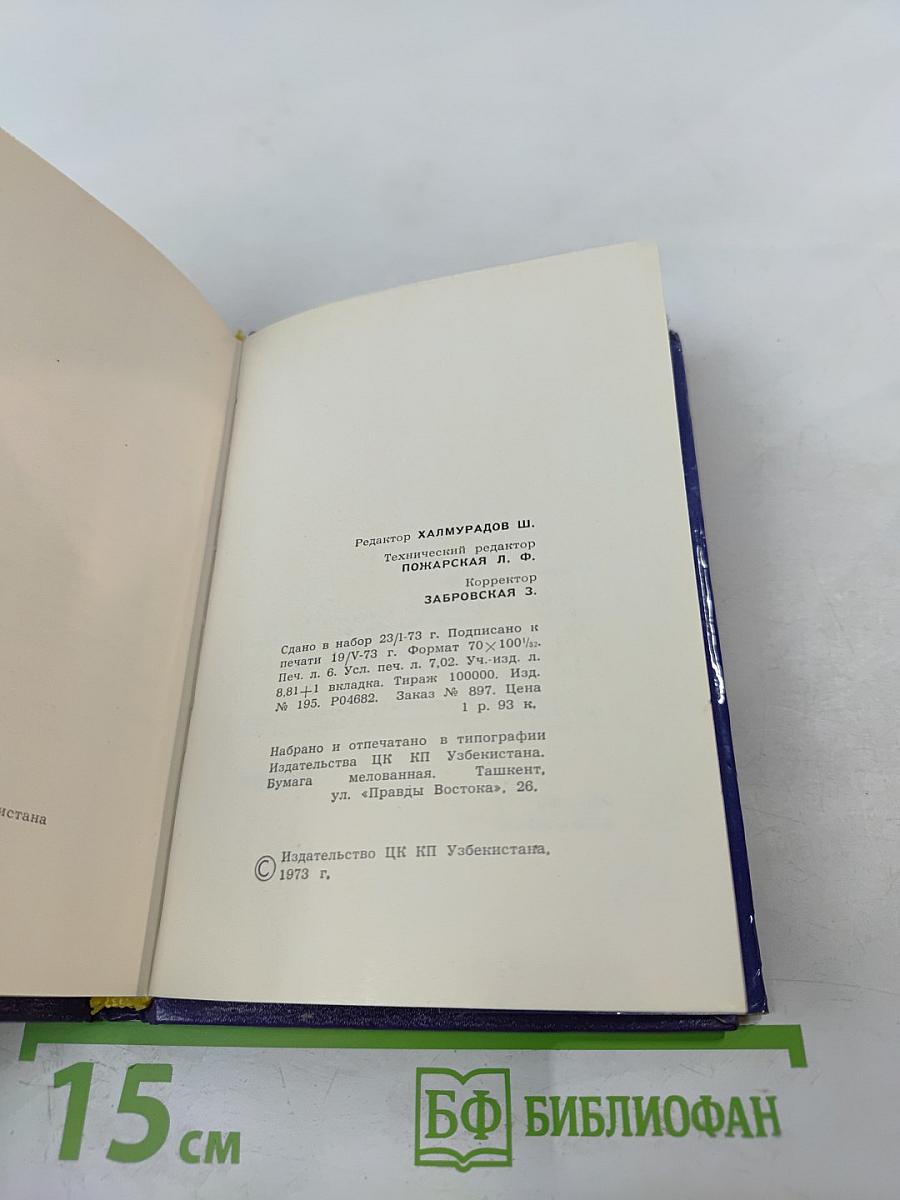 Редактор ХАЛМУРАДОВ Ш.
Технический редактор
ПОЖАРСКАЯ Л. Ф.
Корректор
ЗАБРОВСКАЯ З.
Сдано в набор 23/I-73 г. Подписано к
печати 19/V-73 г. Формат 70×100¹/₃₂.
Печ. л. 6. Усл. печ. л. 7,02. Уч.-изд. л.
8,81+1 вкладка. Тираж 100000. Изд.
№ 195. Р04682. Заказ № 897. Цена
1 р. 93 к.
Набрано и отпечатано в типографии
Издательства ЦК КП Узбекистана.
Бумага мелованная. Ташкент,
ул. «Правды Востока», 26.
© Издательство ЦК КП Узбекистана,
1973 г.
истана
15 см
БФ БИБЛИОФАН